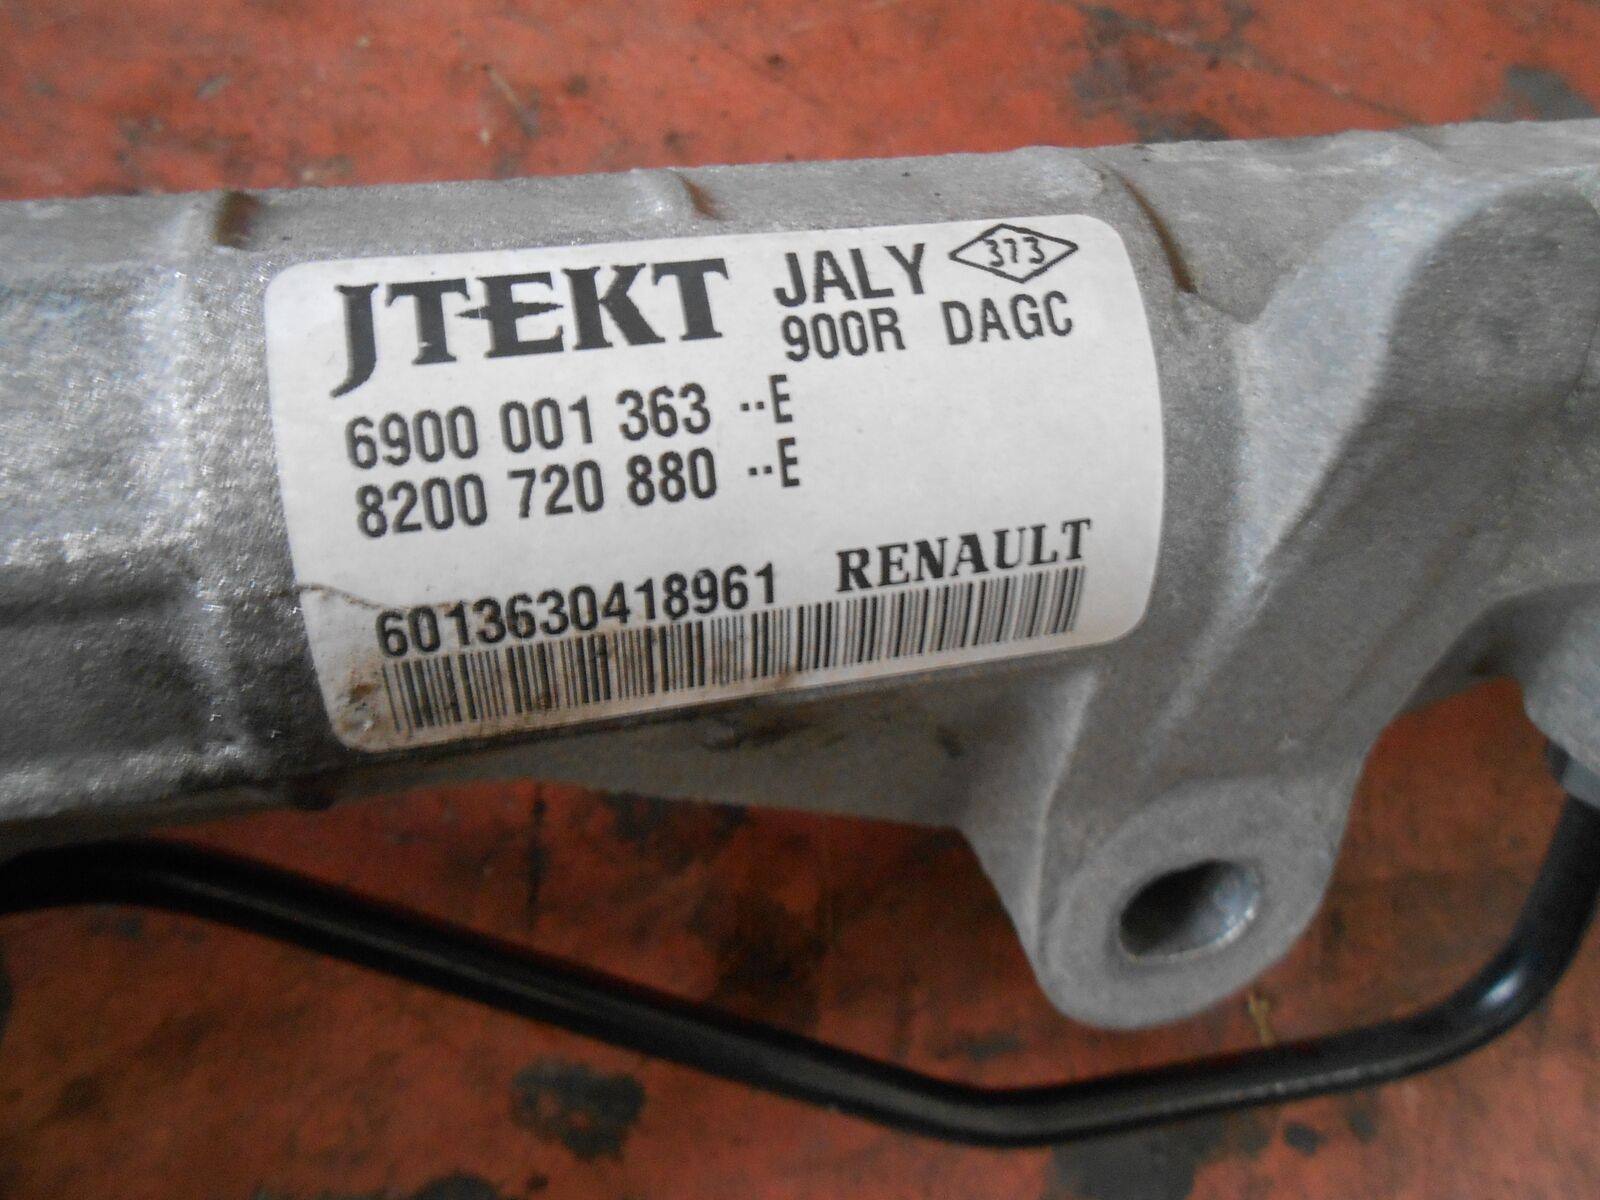 JTEKT JALY 373
900R DAGC
6900 001 363 --E
8200 720 880 --E
RENAULT
6013630418961